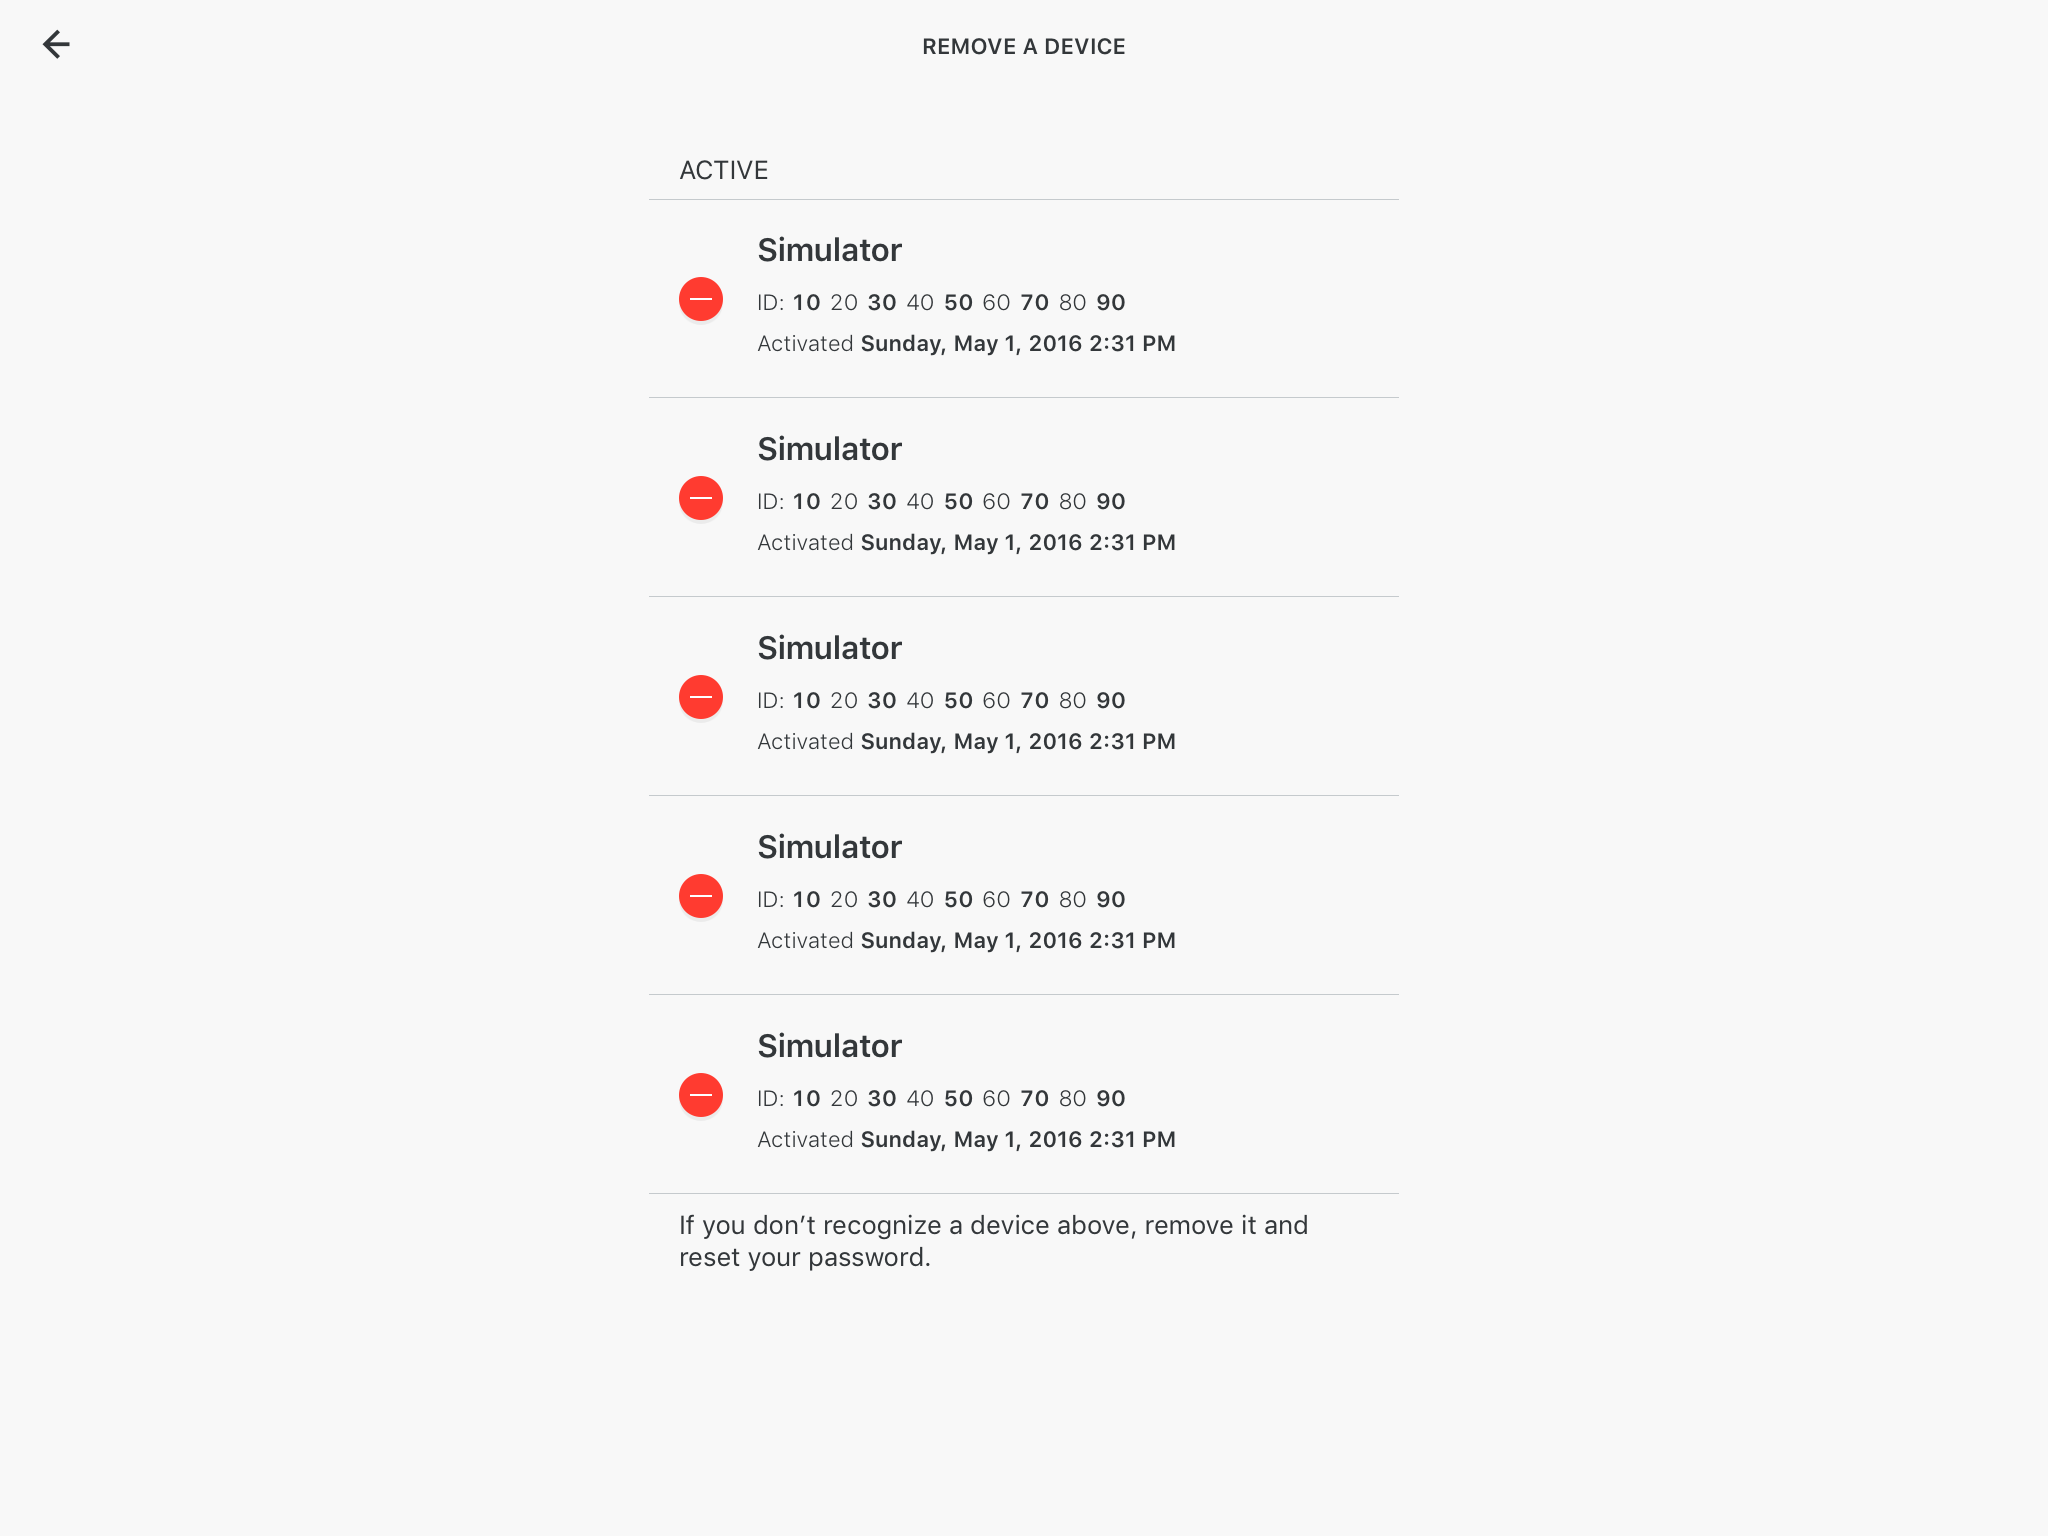 REMOVE A DEVICE
ACTIVE
Simulator
ID: 10 20 30 40 50 60 70 80 90
Activated Sunday, May 1, 2016 2:31 PM
Simulator
ID: 10 20 30 40 50 60 70 80 90
Activated Sunday, May 1, 2016 2:31 PM
Simulator
ID: 10 20 30 40 50 60 70 80 90
Activated Sunday, May 1, 2016 2:31 PM
Simulator
ID: 10 20 30 40 50 60 70 80 90
Activated Sunday, May 1, 2016 2:31 PM
Simulator
ID: 10 20 30 40 50 60 70 80 90
Activated Sunday, May 1, 2016 2:31 PM
If you don’t recognize a device above, remove it and
reset your password.